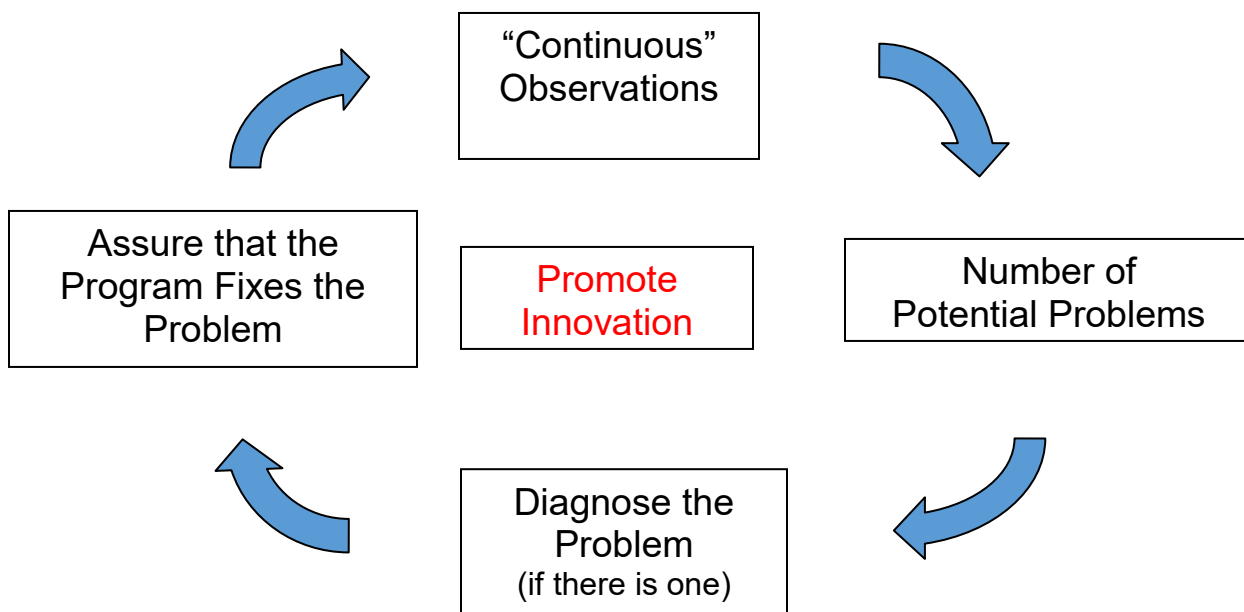 “Continuous”
Observations
Assure that the
Program Fixes the
Problem
Promote
Innovation
Number of
Potential Problems
Diagnose the
Problem
(if there is one)